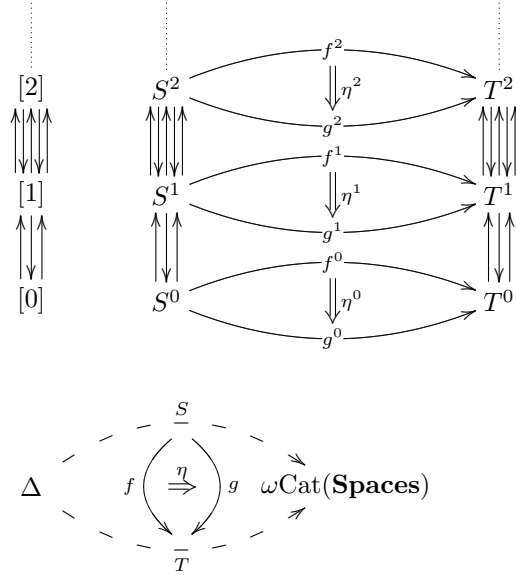 f²
[2] S² η² T²
g²
f¹
[1] S¹ η¹ T¹
g¹
f⁰
[0] S⁰ η⁰ T⁰
g⁰
S
Δ f η g ωCat(Spaces)
T